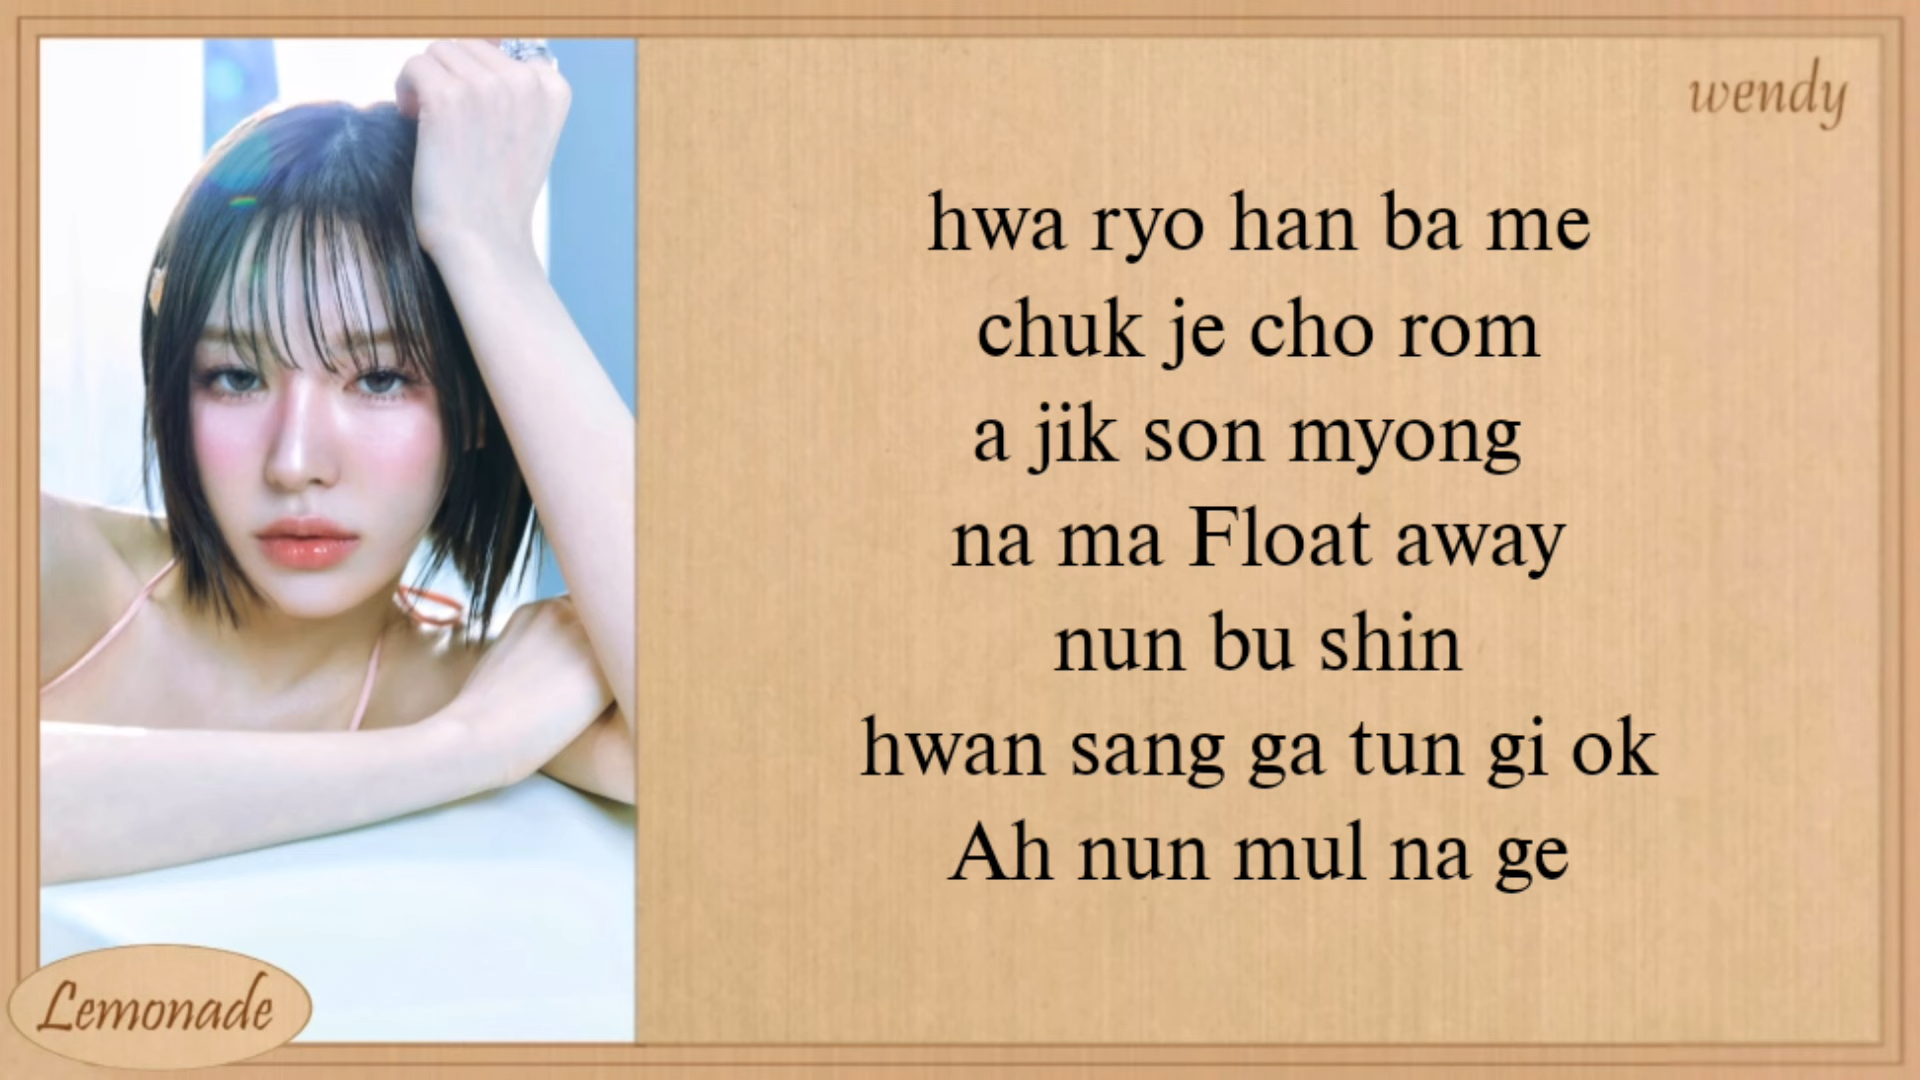 wendy
hwa ryo han ba me
chuk je cho rom
a jik son myong
na ma Float away
nun bu shin
hwan sang ga tun gi ok
Ah nun mul na ge
Lemonade